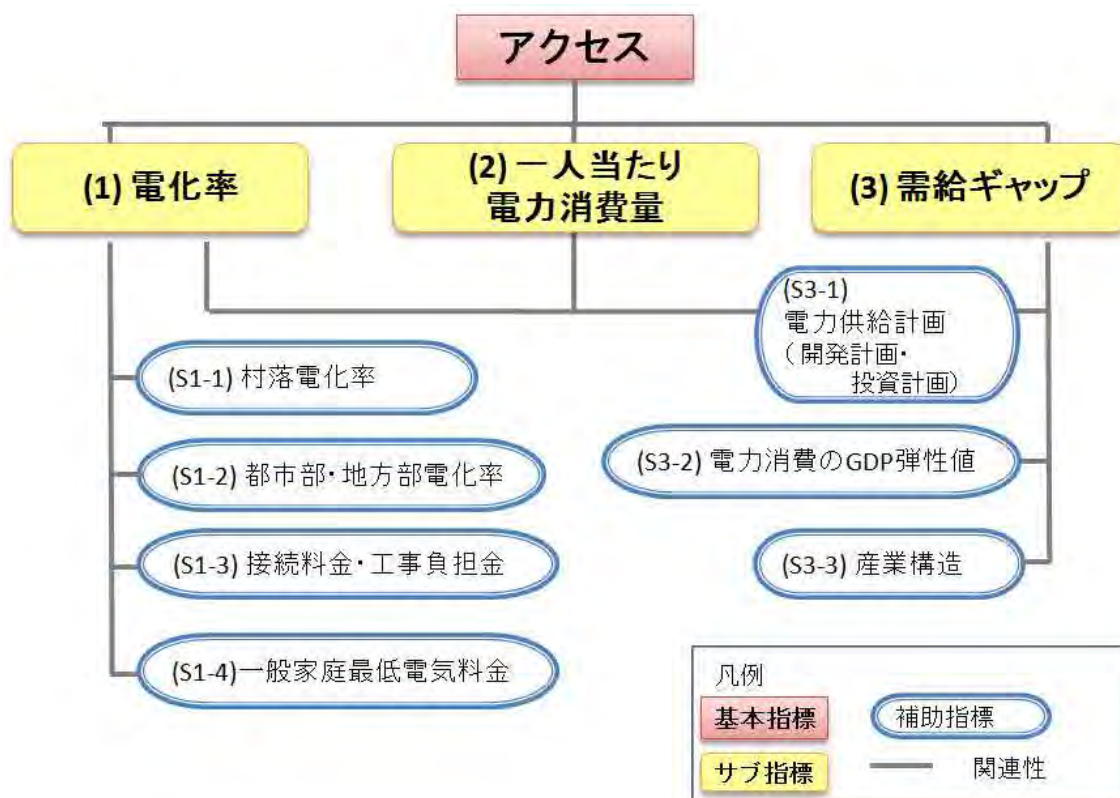 アクセス
(1) 電化率
(2) 一人当たり
電力消費量
(3) 需給ギャップ
(S3-1)
電力供給計画
（開発計画・
投資計画）
(S1-1) 村落電化率
(S3-2) 電力消費のGDP弾性値
(S1-2) 都市部・地方部電化率
(S1-3) 接続料金・工事負担金
(S3-3) 産業構造
(S1-4)一般家庭最低電気料金
凡例
基本指標
補助指標
サブ指標
関連性